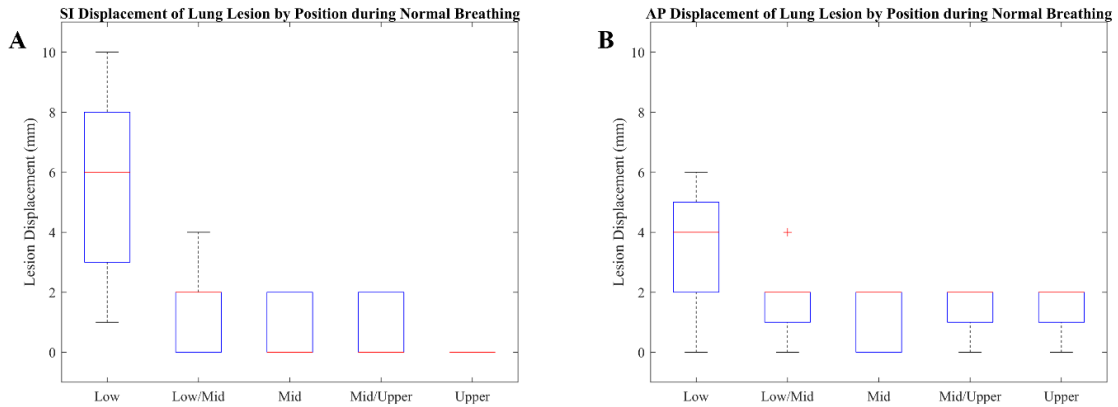 SI Displacement of Lung Lesion by Position during Normal Breathing
A
Lesion Displacement (mm)
10
8
6
4
2
0
Low Low/Mid Mid Mid/Upper Upper
AP Displacement of Lung Lesion by Position during Normal Breathing
B
Lesion Displacement (mm)
10
8
6
4
2
0
Low Low/Mid Mid Mid/Upper Upper